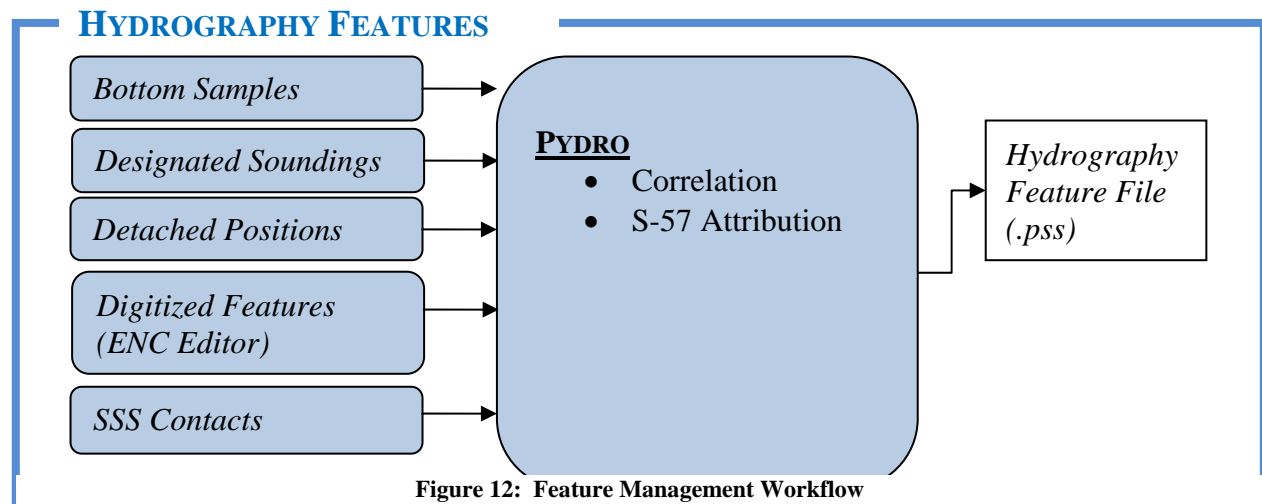 HYDROGRAPHY FEATURES
Bottom Samples
Designated Soundings
Detached Positions
Digitized Features
(ENC Editor)
SSS Contacts
PYDRO
• Correlation
• S-57 Attribution
Hydrography
Feature File
(.pss)
Figure 12: Feature Management Workflow